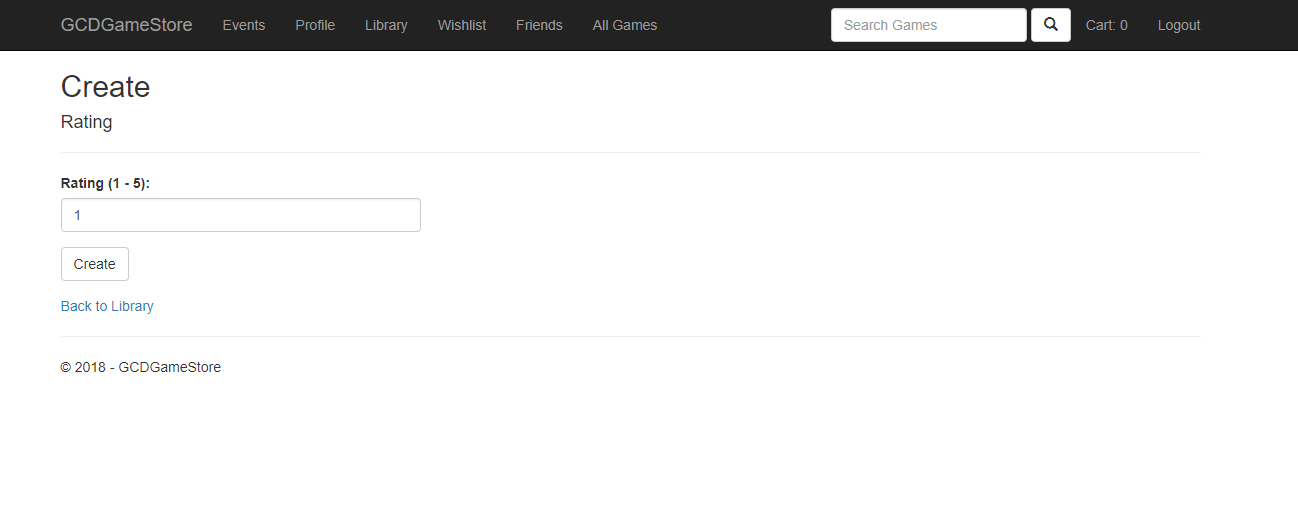 GCDGameStore Events Profile Library Wishlist Friends All Games Search Games Cart: 0 Logout
Create
Rating
Rating (1 - 5):
1
Create
Back to Library
© 2018 - GCDGameStore